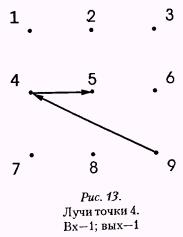 1 2 3
4 5 6
7 8 9
Рис. 13.
Лучи точки 4.
Вх—1; вых—1